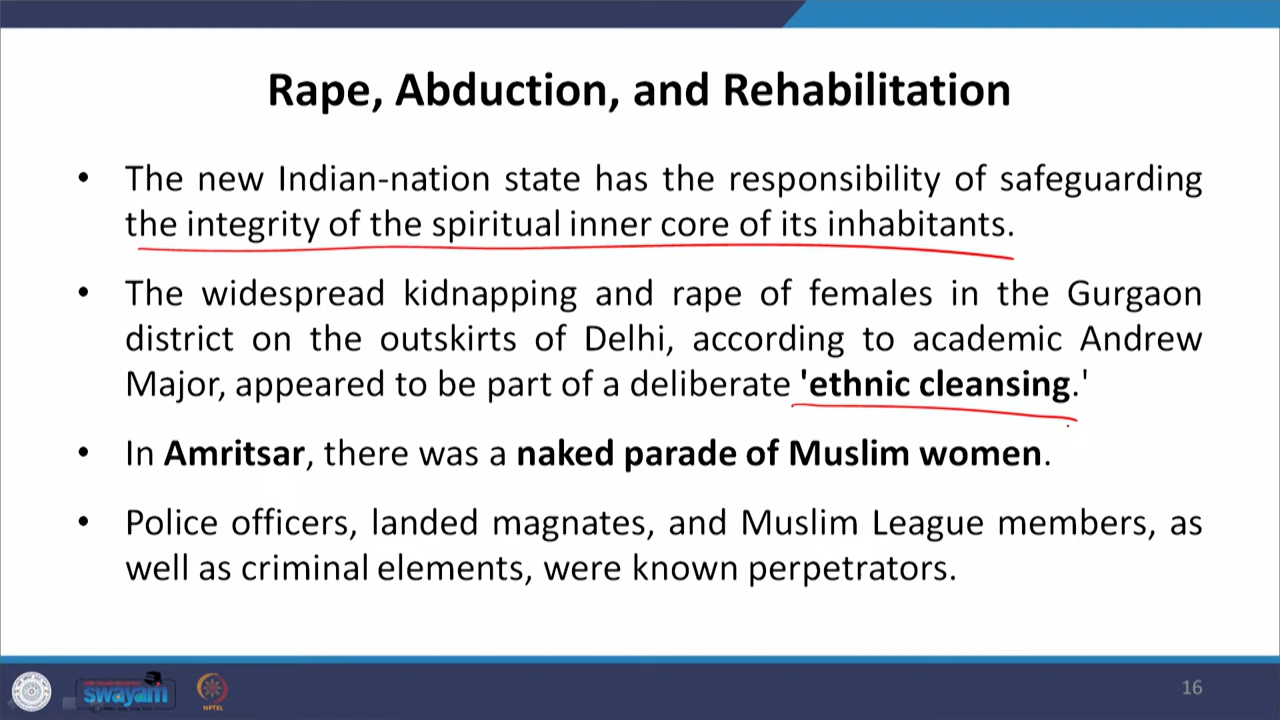 Rape, Abduction, and Rehabilitation
• The new Indian-nation state has the responsibility of safeguarding
the integrity of the spiritual inner core of its inhabitants.
• The widespread kidnapping and rape of females in the Gurgaon
district on the outskirts of Delhi, according to academic Andrew
Major, appeared to be part of a deliberate 'ethnic cleansing.'
• In Amritsar, there was a naked parade of Muslim women.
• Police officers, landed magnates, and Muslim League members, as
well as criminal elements, were known perpetrators.
swayam
NPTEL
16